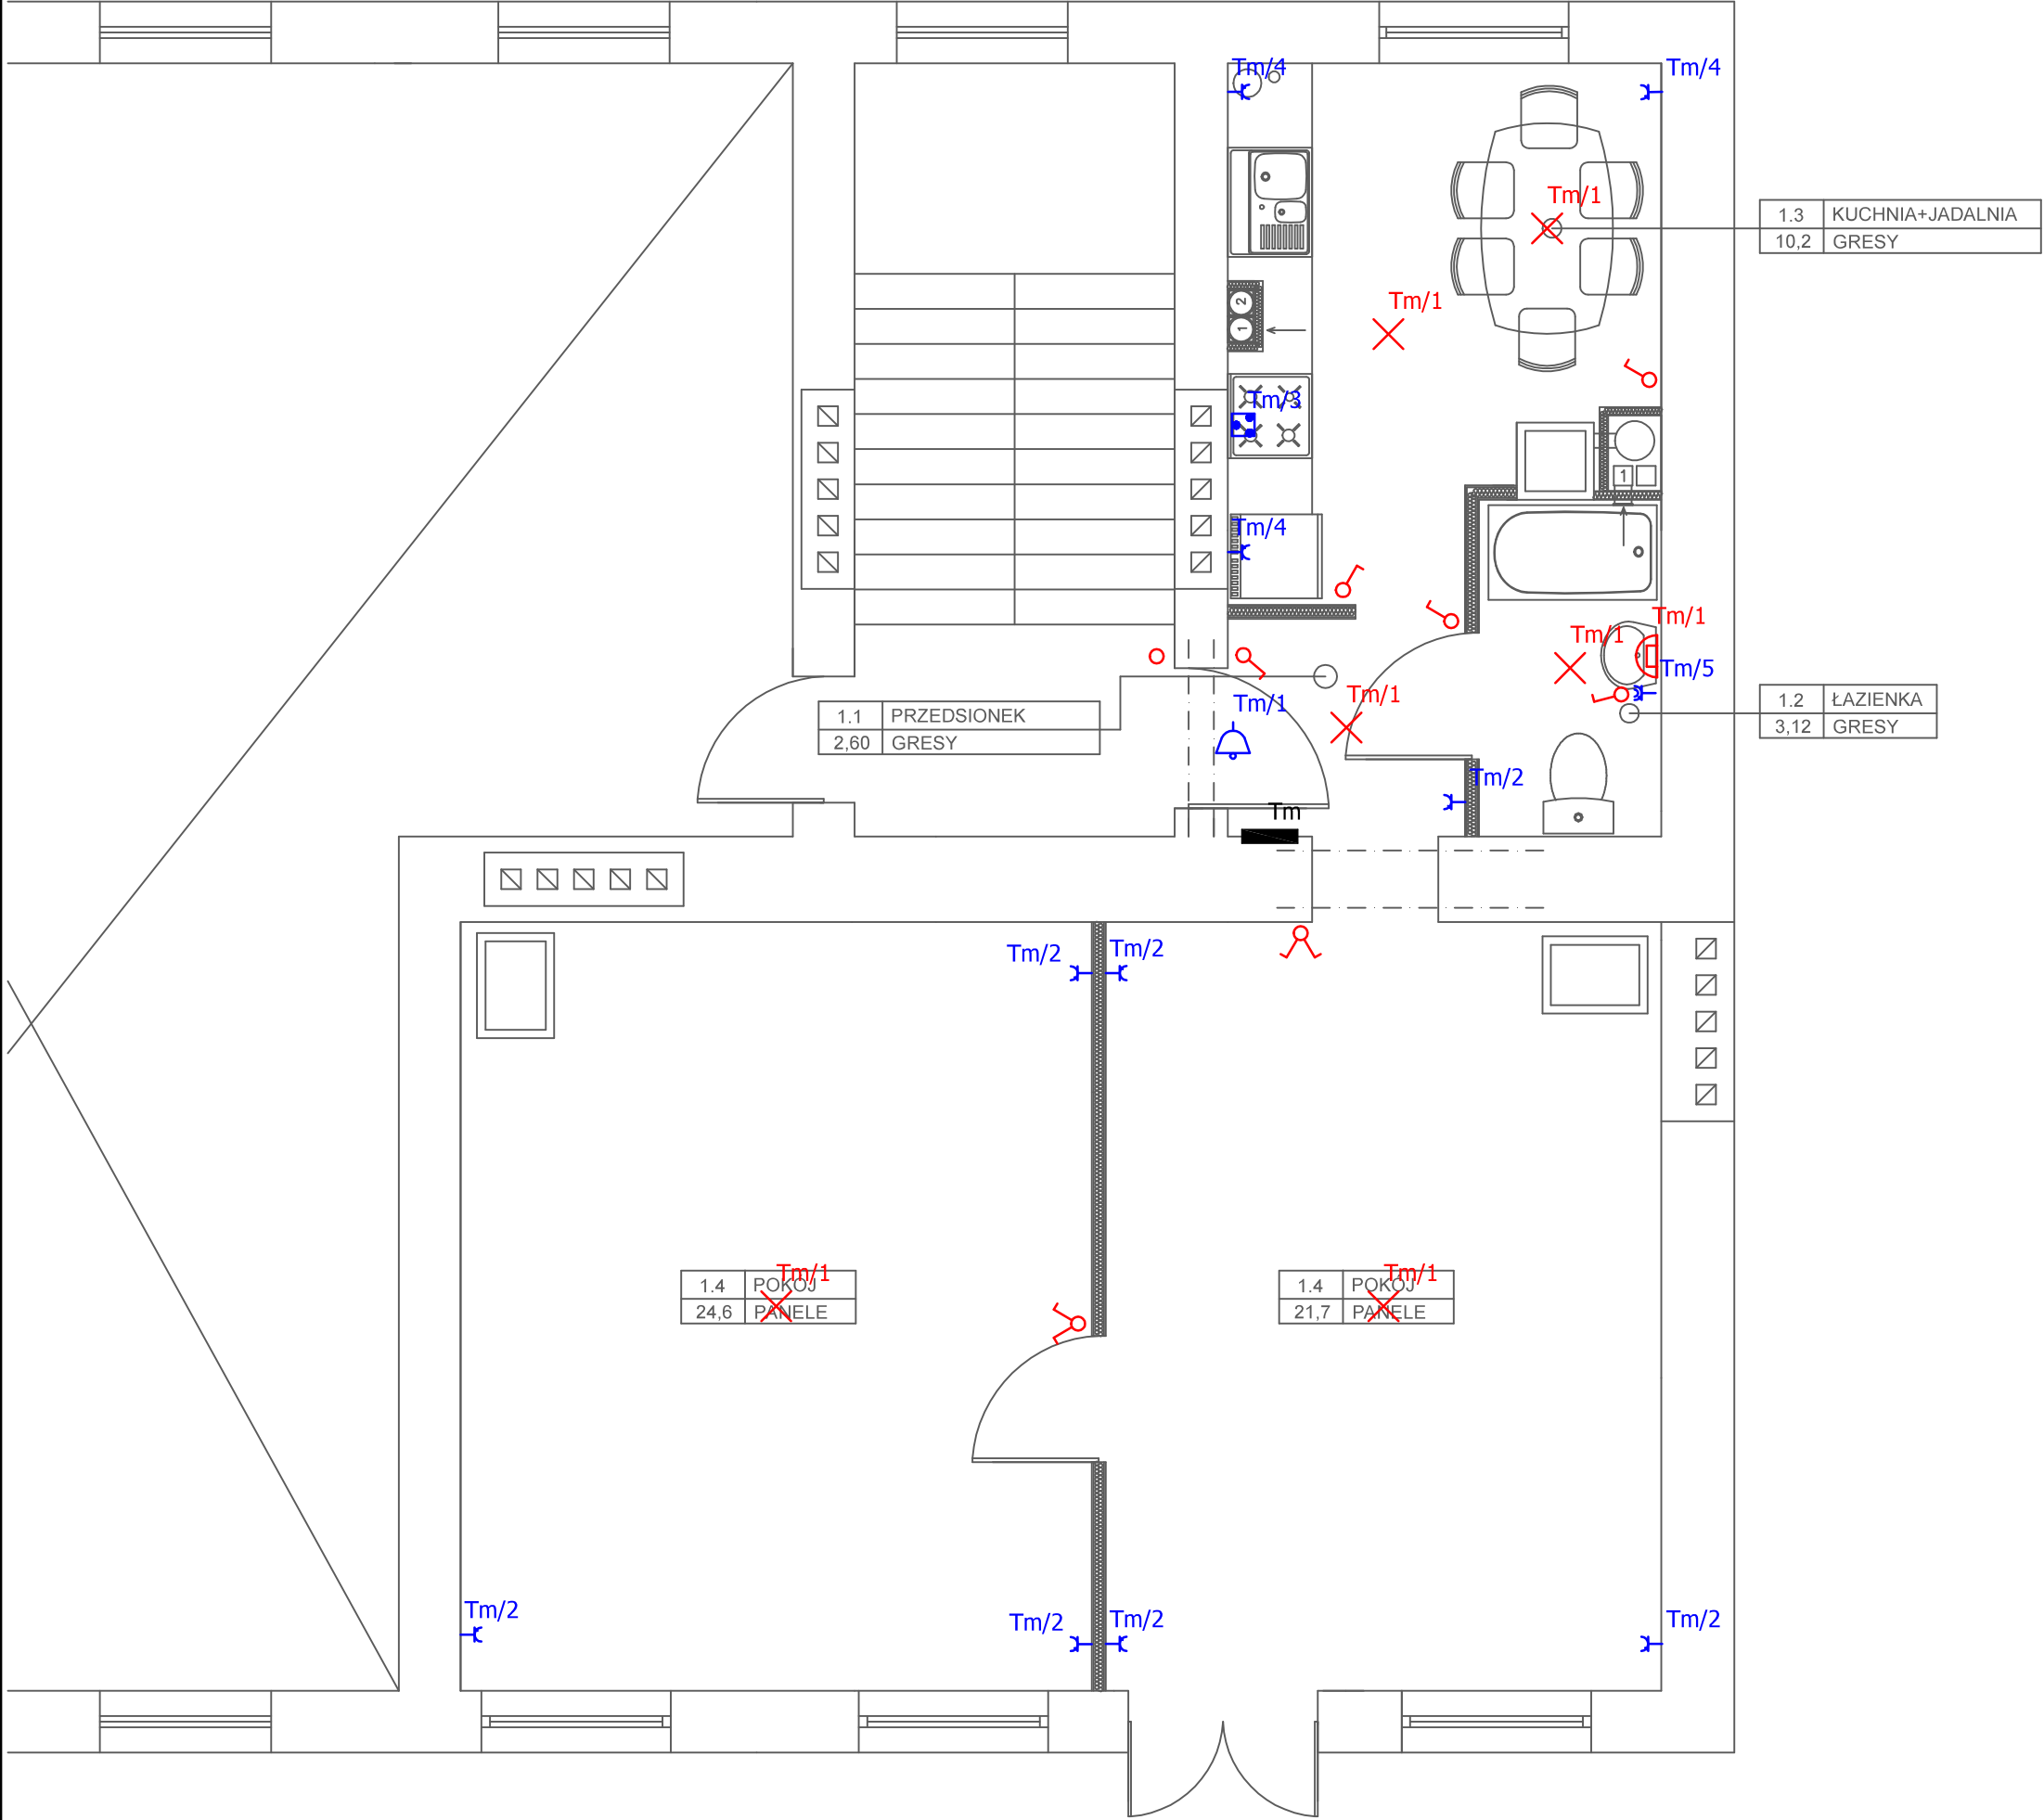 Tm/4
Tm/4
Tm/1
1.3 KUCHNIA+JADALNIA
10,2 GRESY
Tm/1
2
1
Tm/3
1
Tm/4
Tm/1
Tm/1
Tm/5
Tm/1
Tm/1
1.2 ŁAZIENKA
3,12 GRESY
1.1 PRZEDSIONEK
2,60 GRESY
Tm/2
Tm
Tm/2
Tm/2
Tm/1
Tm/1
1.4 POKÓJ
24,6 PANELE
1.4 POKÓJ
21,7 PANELE
Tm/2
Tm/2
Tm/2
Tm/2